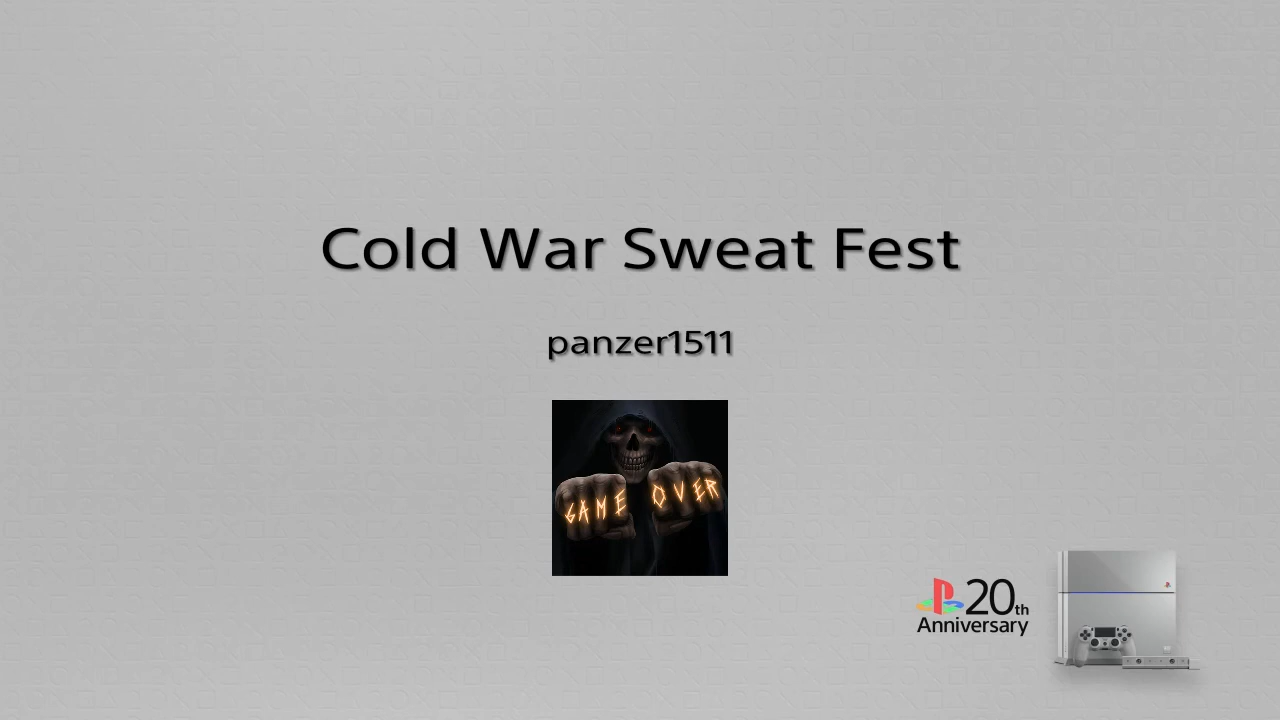 Cold War Sweat Fest
panzer1511
GAME OVER
20th
Anniversary